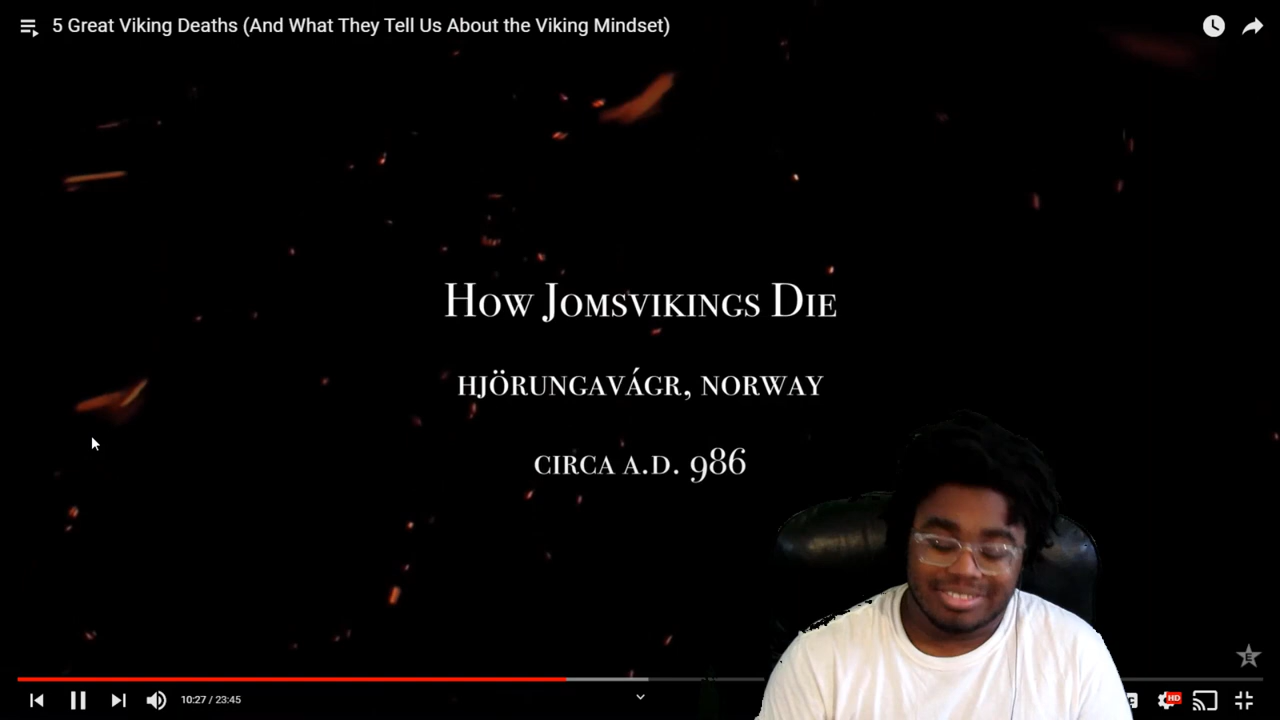 5 Great Viking Deaths (And What They Tell Us About the Viking Mindset)
How Jomsvikings Die
Hjörungavágr, Norway
circa A.D. 986
10:27 / 23:45
HD